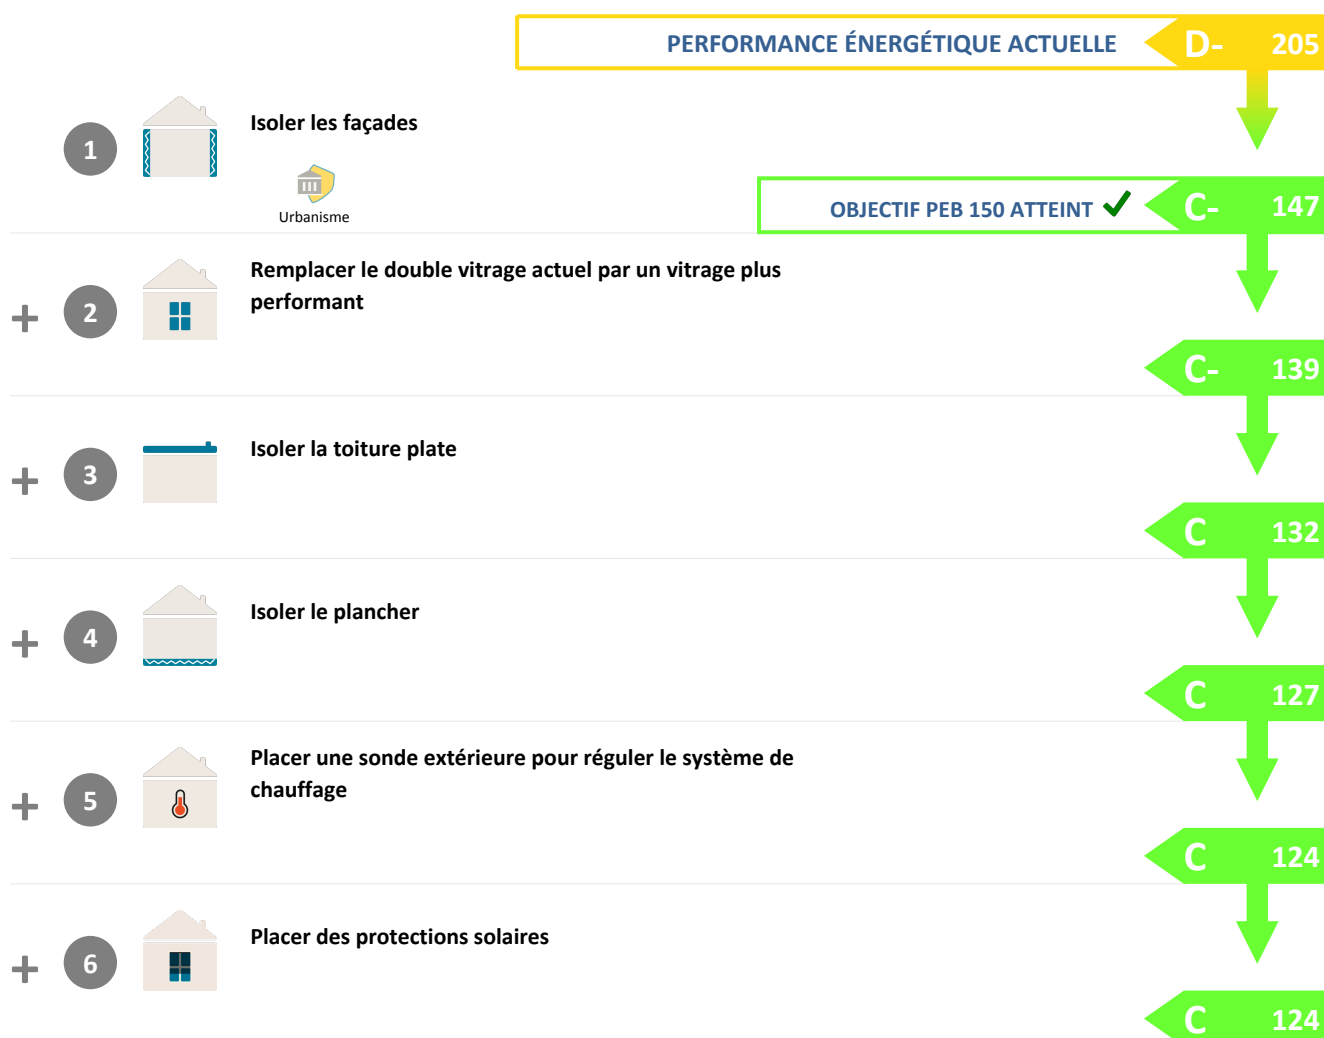 PERFORMANCE ÉNERGÉTIQUE ACTUELLE D- 205
1 Isoler les façades
Urbanisme
OBJECTIF PEB 150 ATTEINT ✔ C- 147
Remplacer le double vitrage actuel par un vitrage plus
+ 2 performant
C- 139
+ 3 Isoler la toiture plate
C 132
+ 4 Isoler le plancher
C 127
Placer une sonde extérieure pour réguler le système de
+ 5 chauffage
C 124
+ 6 Placer des protections solaires
C 124